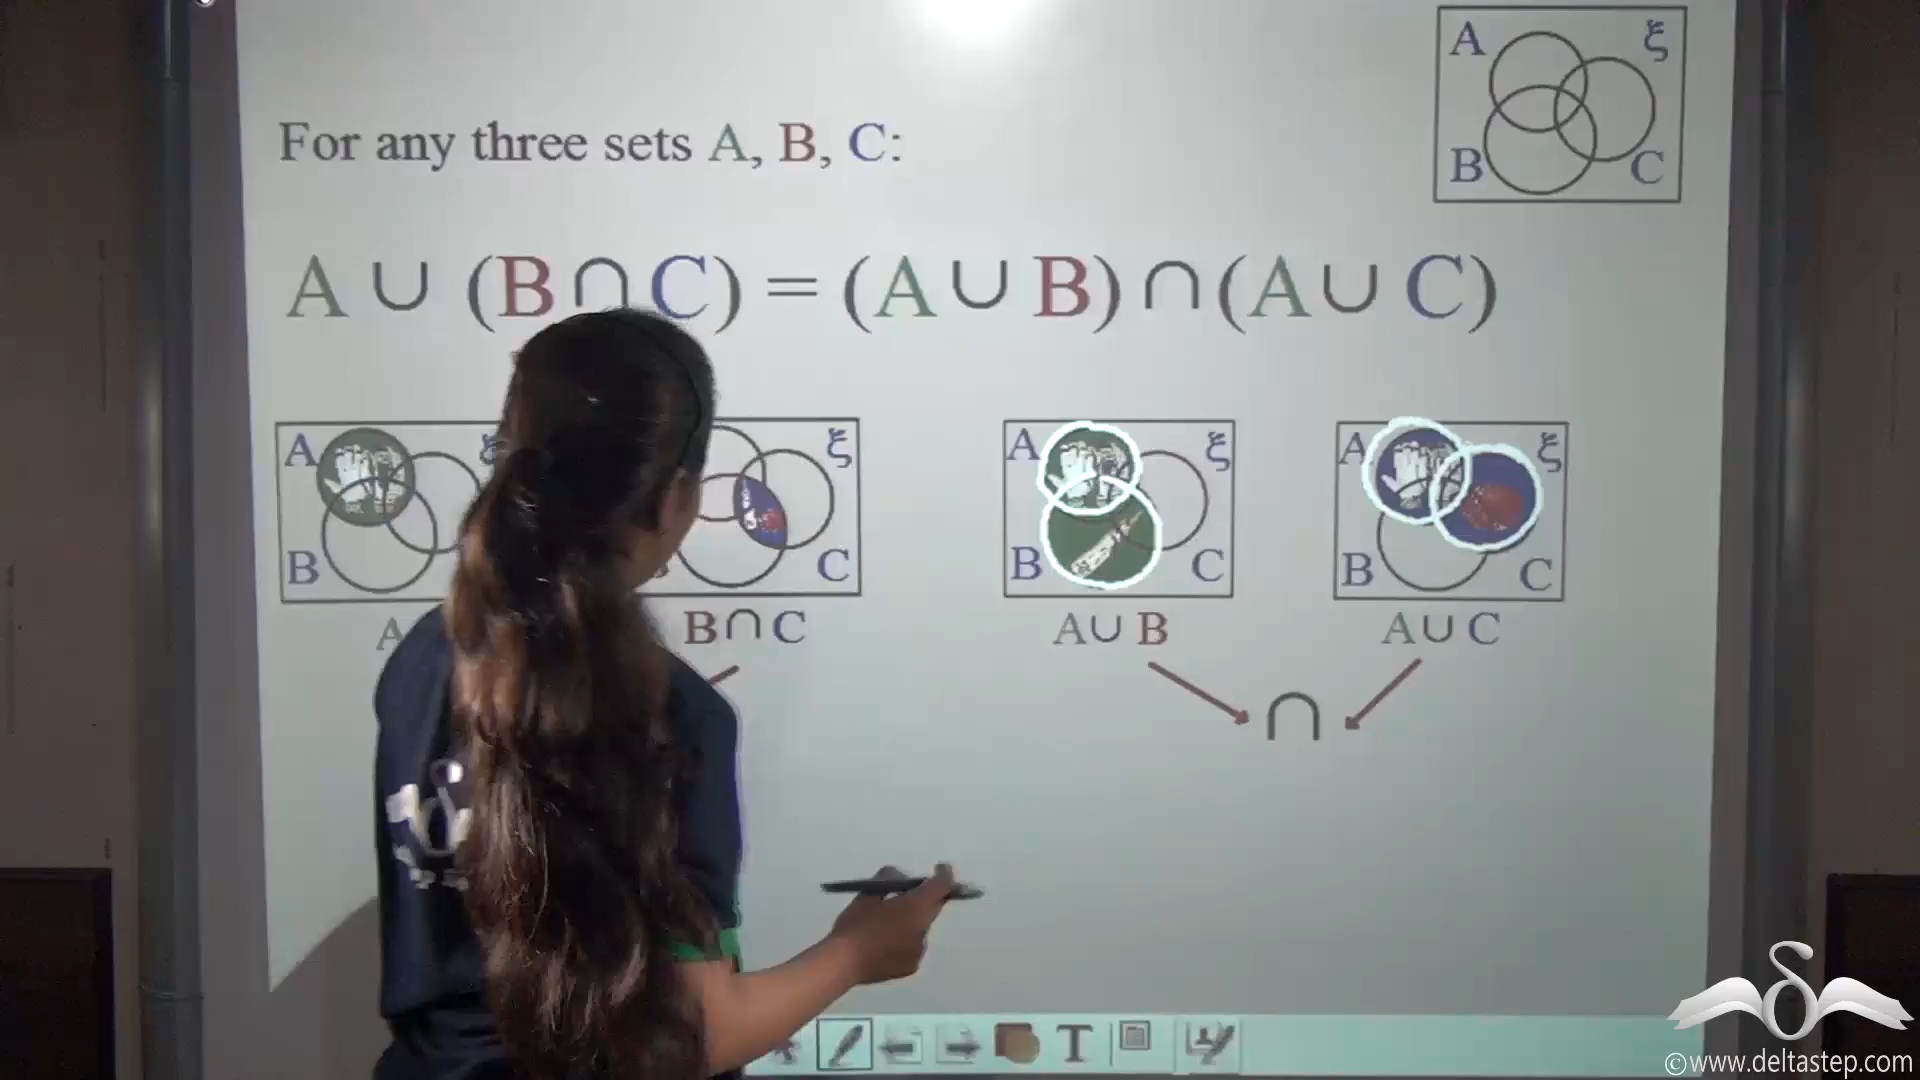 A ξ
B C
For any three sets A, B, C:
A ∪ (B ∩ C) = (A ∪ B) ∩ (A ∪ C)
A ξ
B
ξ
C
A ξ
B C
A ξ
B C
A
B ∩ C
A ∪ B
A ∪ C
∩
T
©www.deltastep.com